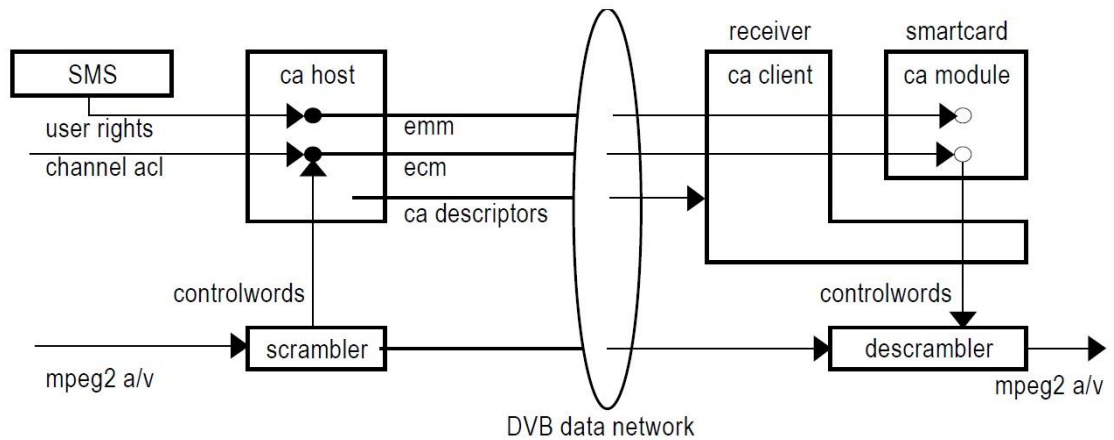 receiver
smartcard
SMS
ca host
ca client
ca module
user rights
emm
channel acl
ecm
ca descriptors
controlwords
controlwords
scrambler
descrambler
mpeg2 a/v
mpeg2 a/v
DVB data network